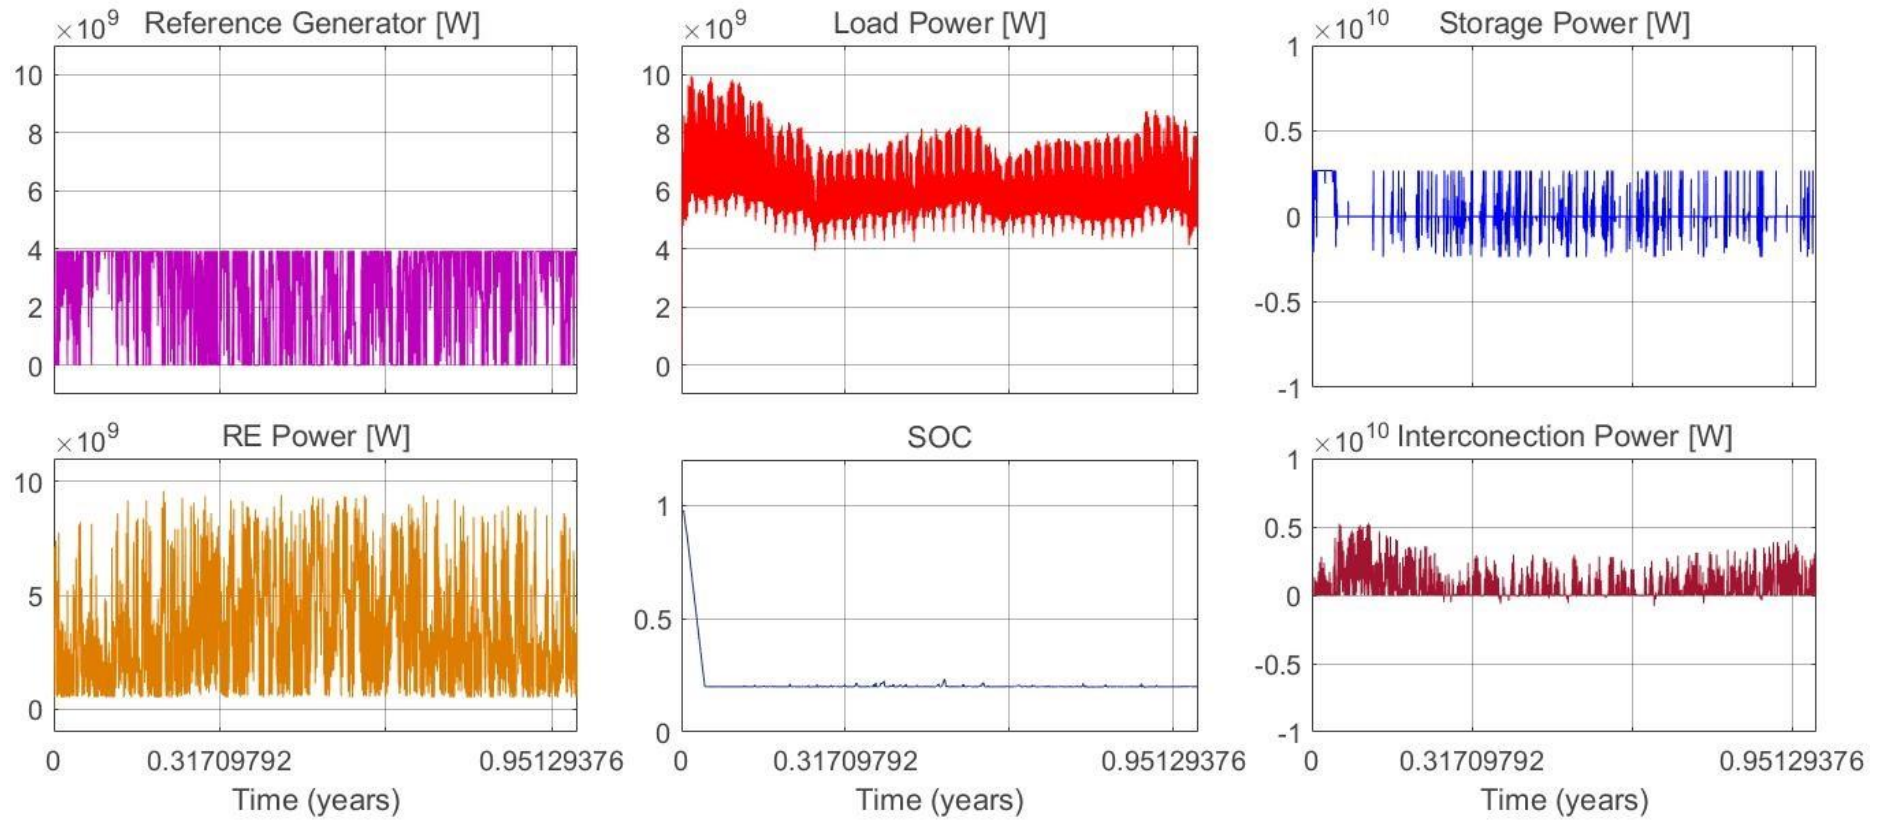 ×10⁹ Reference Generator [W]
10
8
6
4
2
0
×10⁹ Load Power [W]
10
8
6
4
2
0
×10¹⁰ Storage Power [W]
1
0.5
0
-0.5
-1
×10⁹ RE Power [W]
10
5
0
0 0.31709792 0.95129376
Time (years)
SOC
1
0.5
0
0 0.31709792 0.95129376
Time (years)
×10¹⁰ Interconection Power [W]
1
0.5
0
-0.5
-1
0 0.31709792 0.95129376
Time (years)